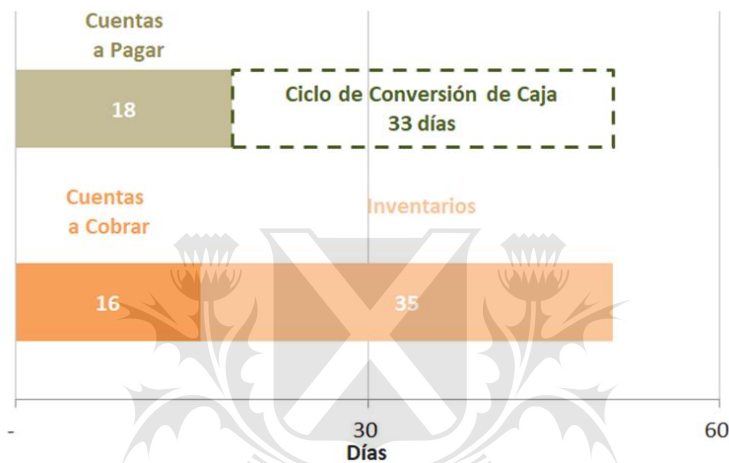 Cuentas
a Pagar
18
Ciclo de Conversión de Caja
33 días
Cuentas
a Cobrar
Inventarios
16
35
-
30
60
Días